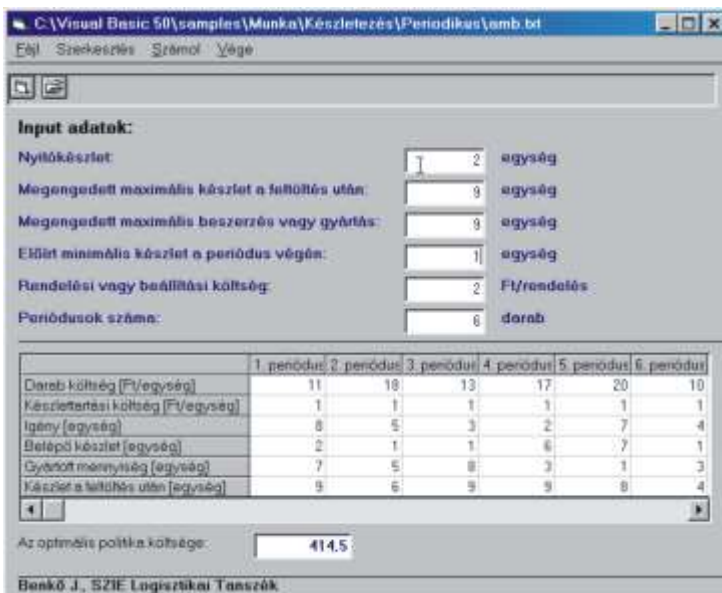 C:\Visual Basic 50\samples\Munka\Készletezés\Periodikus\amb.txt
Fájl Szerkesztés Számol Vége
Input adatok:
Nyitókészlet: 2 egység
Megengedett maximális készlet a feltöltés után: 9 egység
Megengedett maximális beszerzés vagy gyártás: 9 egység
Előírt minimális készlet a periódus végén: 1 egység
Rendelési vagy beállítási költség: 2 Ft/rendelés
Periódusok száma: 6 darab
1. periódus 2. periódus 3. periódus 4. periódus 5. periódus 6. periódus
Darab költség [Ft/egység] 11 18 13 17 20 10
Készlettartási költség [Ft/egység] 1 1 1 1 1 1
Igény [egység] 8 5 3 2 7 4
Belépő készlet [egység] 2 1 1 6 7 1
Gyártott mennyiség [egység] 7 5 8 3 1 3
Készlet a feltöltés után [egység] 9 6 9 9 8 4
Az optimális politika költsége: 414,5
Benkő J., SZIE Logisztikai Tanszék